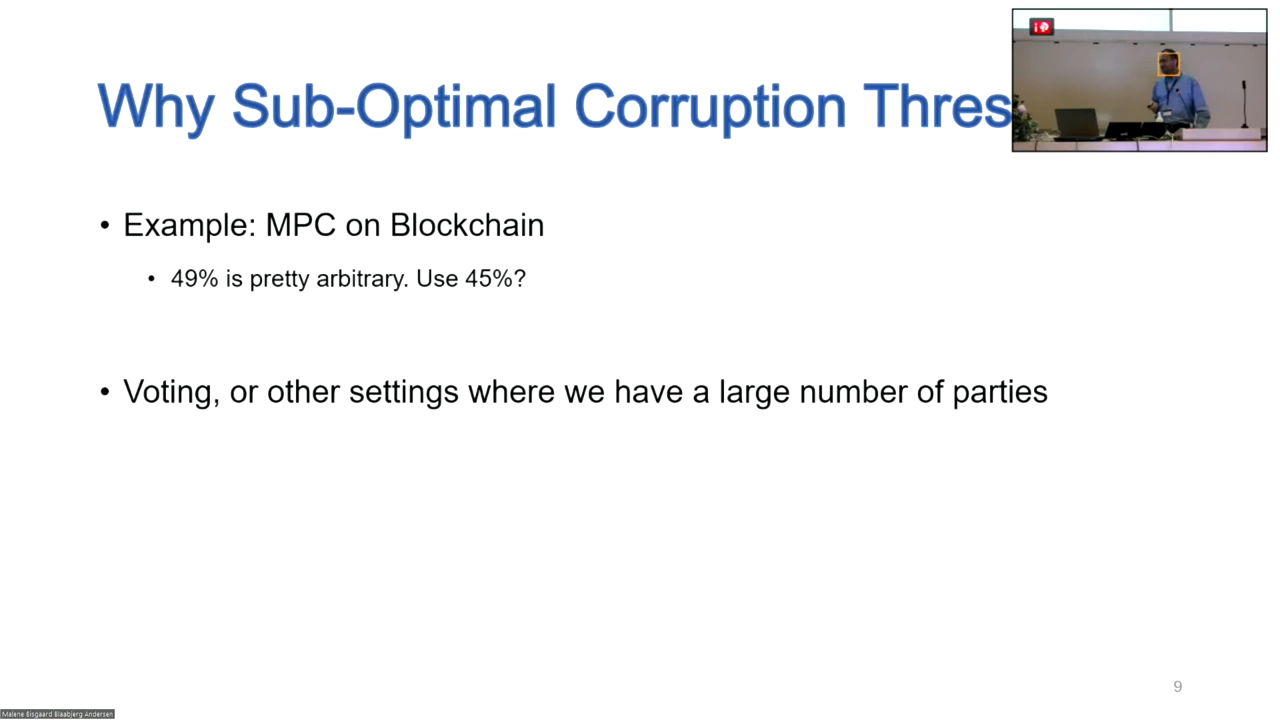 Why Sub-Optimal Corruption Thres
• Example: MPC on Blockchain
• 49% is pretty arbitrary. Use 45%?
• Voting, or other settings where we have a large number of parties
9
Malene Eisgaard Blaabjerg Andersen